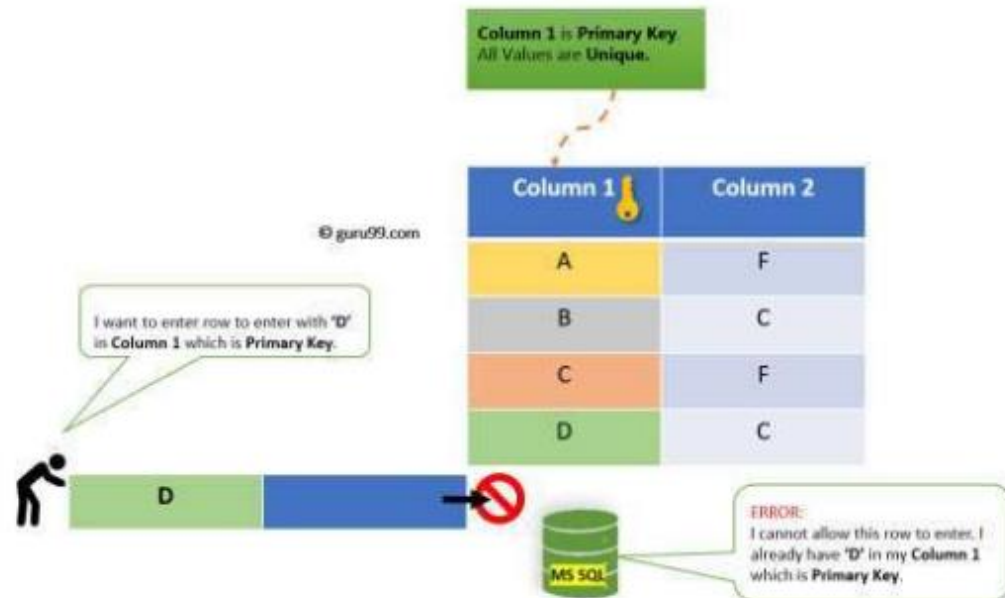 Column 1 is Primary Key
All Values are Unique.
Column 1 Column 2
© guru99.com
A F
I want to enter row to enter with 'D'
in Column 1 which is Primary Key.
B C
C F
D C
D
ERROR:
I cannot allow this row to enter. I
already have 'D' in my Column 1
which is Primary Key.
MS SQL